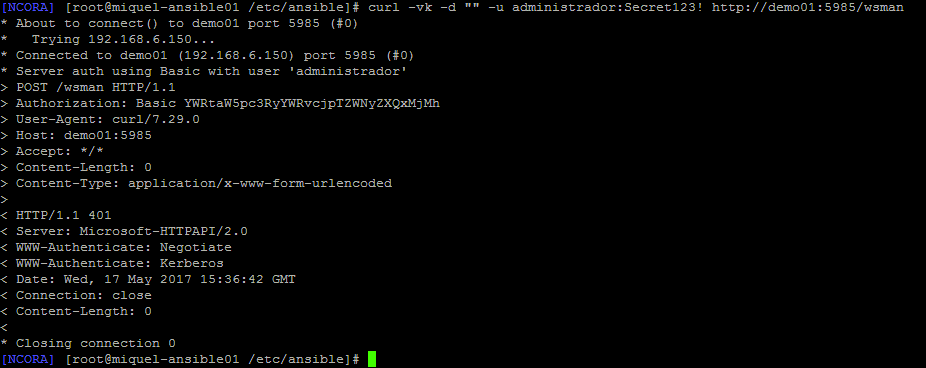 [NCORA] [root@miquel-ansible01 /etc/ansible]# curl -vk -d "" -u administrador:Secret123! http://demo01:5985/wsman
* About to connect() to demo01 port 5985 (#0)
*   Trying 192.168.6.150...
* Connected to demo01 (192.168.6.150) port 5985 (#0)
* Server auth using Basic with user 'administrador'
> POST /wsman HTTP/1.1
> Authorization: Basic YWRtaW5pc3RyYWRvcjpTZWNyZXQxMjMh
> User-Agent: curl/7.29.0
> Host: demo01:5985
> Accept: */*
> Content-Length: 0
> Content-Type: application/x-www-form-urlencoded
>
< HTTP/1.1 401
< Server: Microsoft-HTTPAPI/2.0
< WWW-Authenticate: Negotiate
< WWW-Authenticate: Kerberos
< Date: Wed, 17 May 2017 15:36:42 GMT
< Connection: close
< Content-Length: 0
<
* Closing connection 0
[NCORA] [root@miquel-ansible01 /etc/ansible]#